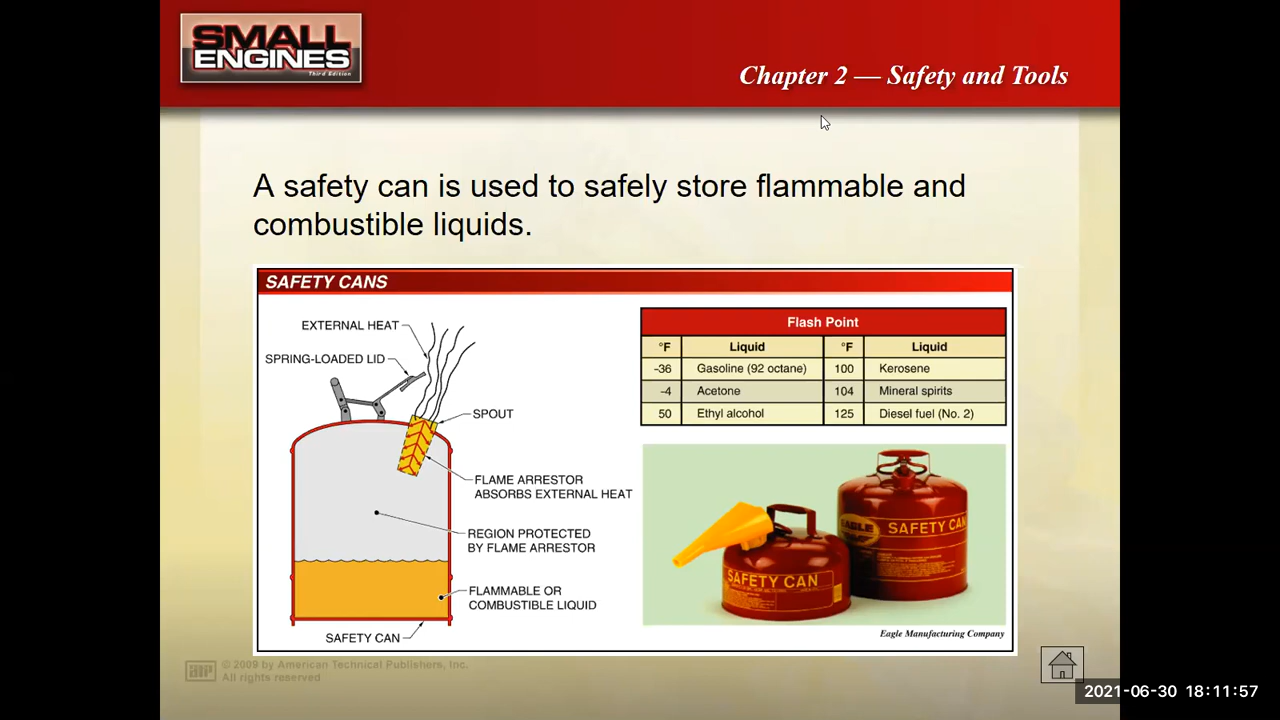 SMALL
ENGINES
Third Edition
Chapter 2 — Safety and Tools
A safety can is used to safely store flammable and
combustible liquids.
SAFETY CANS
EXTERNAL HEAT
SPRING-LOADED LID
SPOUT
FLAME ARRESTOR
ABSORBS EXTERNAL HEAT
REGION PROTECTED
BY FLAME ARRESTOR
FLAMMABLE OR
COMBUSTIBLE LIQUID
SAFETY CAN
Flash Point
°F Liquid °F Liquid
-36 Gasoline (92 octane) 100 Kerosene
-4 Acetone 104 Mineral spirits
50 Ethyl alcohol 125 Diesel fuel (No. 2)
EAGLE
SAFETY CAN
SAFETY CAN
Eagle Manufacturing Company
© 2009 by American Technical Publishers, Inc.
All rights reserved
2021-06-30 18:11:57